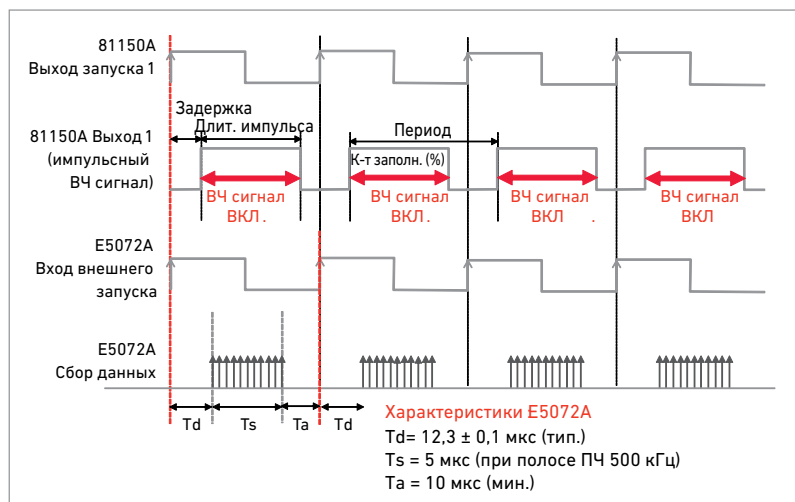 81150A
Выход запуска 1
Задержка
Длит. импульса
Период
81150A Выход 1
(импульсный
ВЧ сигнал)
К-т заполн. (%)
ВЧ сигнал
ВКЛ .
ВЧ сигнал
ВКЛ .
ВЧ сигнал
ВКЛ .
ВЧ сигнал
ВКЛ
E5072A
Вход внешнего
запуска
E5072A
Сбор данных
Td Ts Ta Td
Характеристики E5072A
Td= 12,3 ± 0,1 мкс (тип.)
Ts = 5 мкс (при полосе ПЧ 500 кГц)
Ta = 10 мкс (мин.)